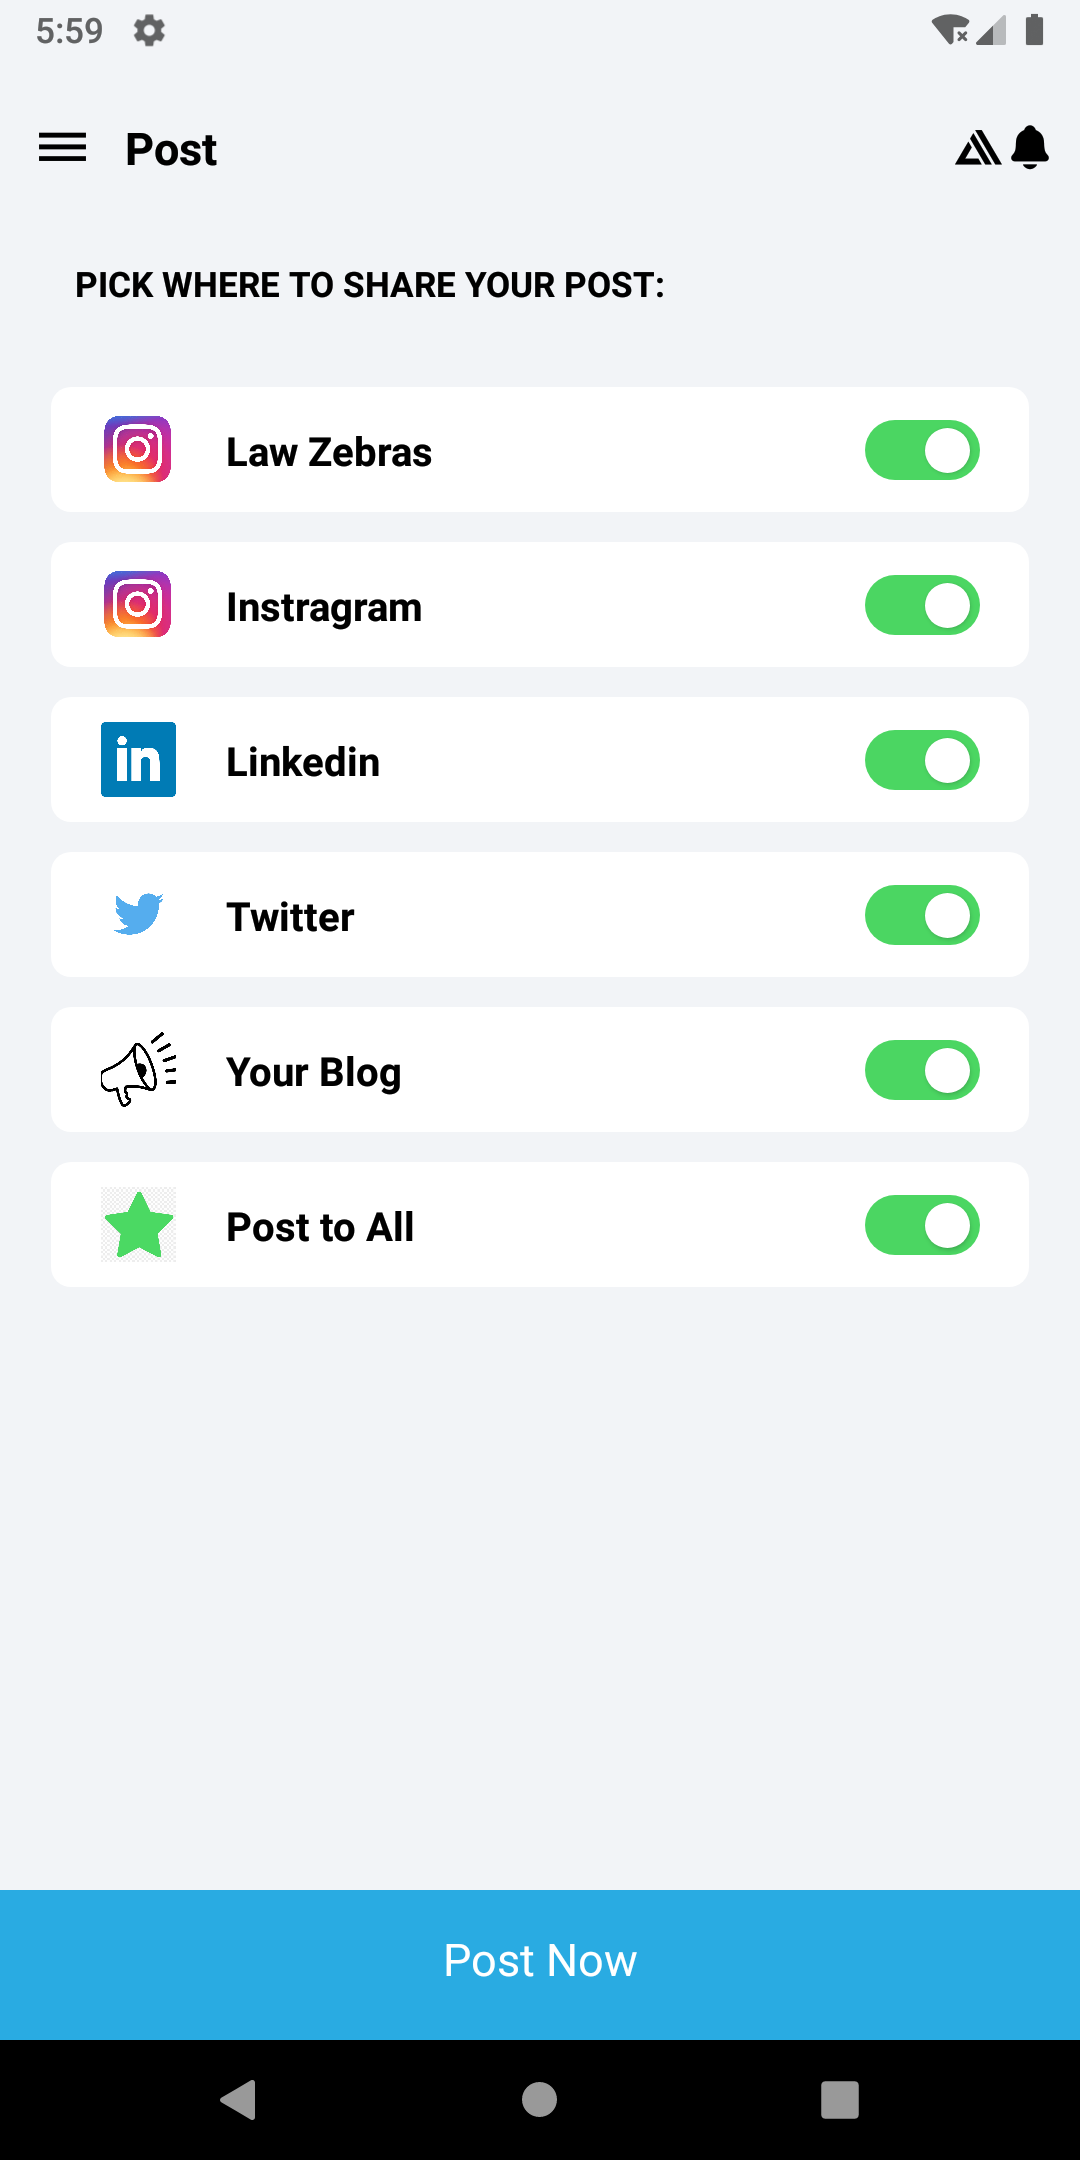 5:59
Post
PICK WHERE TO SHARE YOUR POST:
Law Zebras
Instragram
in
Linkedin
Twitter
Your Blog
Post to All
Post Now